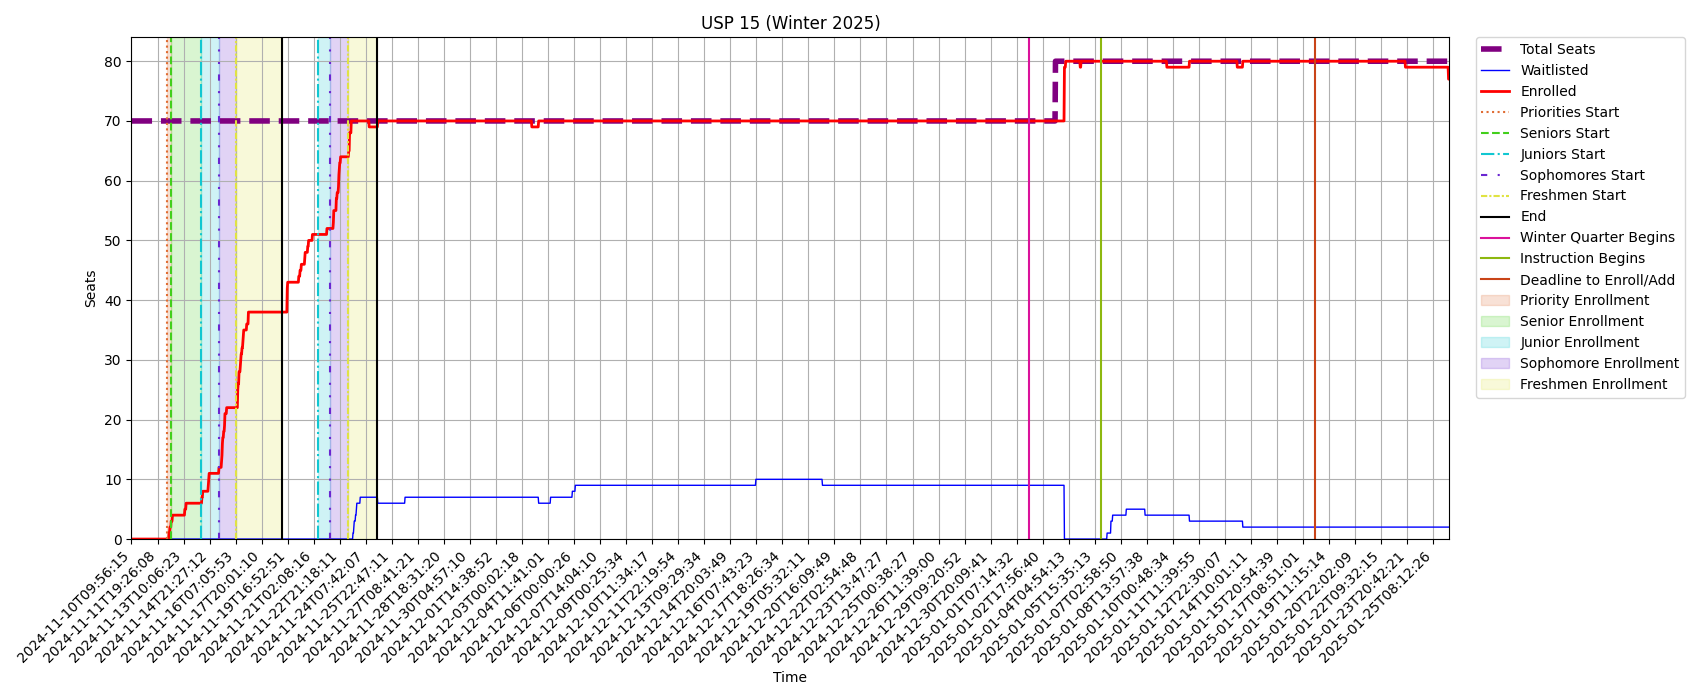 USP 15 (Winter 2025)
Total Seats
Waitlisted
Enrolled
Priorities Start
Seniors Start
Juniors Start
Sophomores Start
Freshmen Start
End
Winter Quarter Begins
Instruction Begins
Deadline to Enroll/Add
Priority Enrollment
Senior Enrollment
Junior Enrollment
Sophomore Enrollment
Freshmen Enrollment
Seats
80
70
60
50
40
30
20
10
0
2024-11-10T09:56:15
2024-11-11T19:26:08
2024-11-13T10:06:23
2024-11-14T21:27:12
2024-11-16T07:05:53
2024-11-17T20:01:10
2024-11-19T16:52:51
2024-11-21T02:08:16
2024-11-22T21:18:11
2024-11-24T07:42:07
2024-11-25T22:47:11
2024-11-27T08:41:21
2024-11-28T18:31:20
2024-11-30T04:57:10
2024-12-01T14:38:52
2024-12-03T00:02:18
2024-12-04T11:41:01
2024-12-06T00:00:26
2024-12-07T14:04:16
2024-12-09T00:25:34
2024-12-10T11:34:17
2024-12-11T22:19:54
2024-12-13T09:29:34
2024-12-14T20:03:49
2024-12-16T07:43:23
2024-12-17T18:26:34
2024-12-19T05:32:11
2024-12-20T16:09:49
2024-12-22T02:54:48
2024-12-23T13:47:27
2024-12-25T00:38:27
2024-12-26T11:39:00
2024-12-29T09:20:52
2024-12-30T20:09:41
2025-01-01T07:14:32
2025-01-02T17:56:40
2025-01-04T04:54:13
2025-01-05T15:35:13
2025-01-07T02:58:50
2025-01-08T13:57:38
2025-01-10T00:48:34
2025-01-11T11:39:55
2025-01-12T22:30:07
2025-01-14T10:01:11
2025-01-15T20:54:39
2025-01-17T08:51:01
2025-01-19T11:15:14
2025-01-20T22:02:09
2025-01-22T09:32:15
2025-01-23T20:42:21
2025-01-25T08:12:26
Time